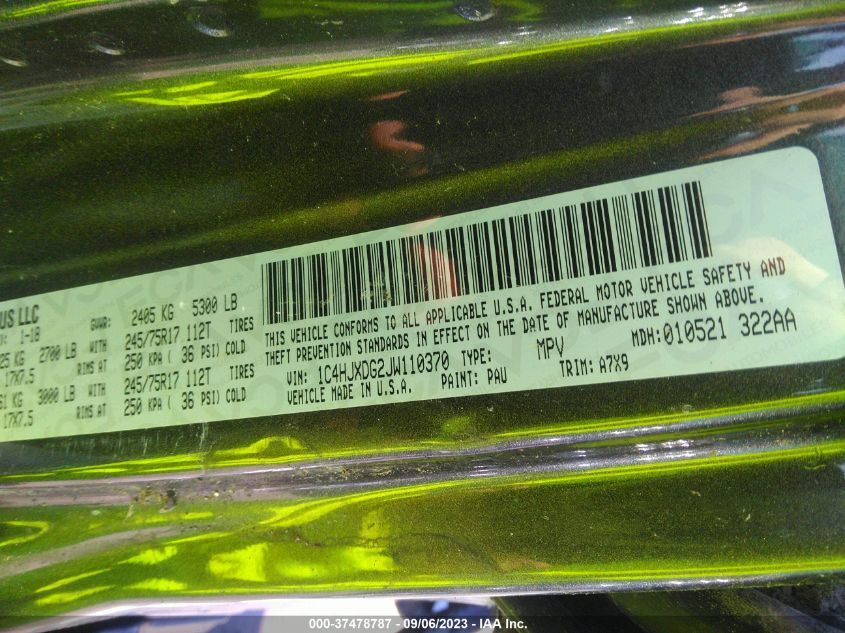 US LLC
1-18
GVWR: 2405 KG 5300 LB
25 KG 2700 LB WITH 245/75R17 112T TIRES
17X7.5 RIMS AT 250 KPA ( 36 PSI) COLD
61 KG 3000 LB WITH 245/75R17 112T TIRES
17X7.5 RIMS AT 250 KPA ( 36 PSI) COLD
THIS VEHICLE CONFORMS TO ALL APPLICABLE U.S.A. FEDERAL MOTOR VEHICLE SAFETY AND
THEFT PREVENTION STANDARDS IN EFFECT ON THE DATE OF MANUFACTURE SHOWN ABOVE.
VIN: 1C4HJXDG2JW110370 TYPE: MPV MDH: 010521 322AA
VEHICLE MADE IN U.S.A. PAINT: PAU TRIM: A7X9
000-37478787 - 09/06/2023 - IAA Inc.